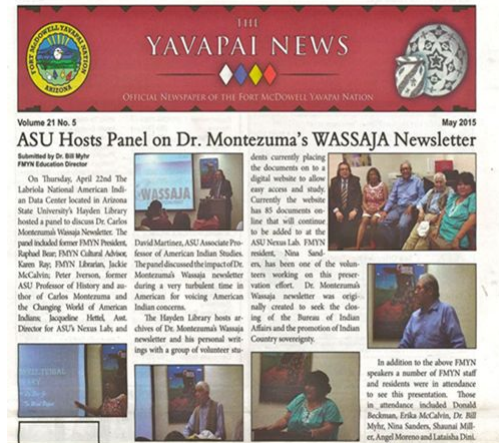 FORT MCDOWELL YAVAPAI NATION
ARIZONA
THE
YAVAPAI NEWS
OFFICIAL NEWSPAPER OF THE FORT MCDOWELL YAVAPAI NATION
Volume 21 No. 5
May 2015
ASU Hosts Panel on Dr. Montezuma's WASSAJA Newsletter
Submitted by Dr. Bill Myhr
FMYN Education Director
On Thursday, April 22nd The
Labriola National American Indi-
an Data Center located in Arizona
State University's Hayden Library
hosted a panel to discuss Dr. Carlos
Montezuma's Wassaja Newsletter. The
panel included former FMYN President,
Raphael Bear; FMYN Cultural Advisor,
Karen Ray; FMYN Librarian, Jackie
McCalvin; Peter Iverson, former
ASU Professor of History and au-
thor of Carlos Montezuma and
the Changing World of American
Indians; Jacqueline Hettel, Asst.
Director for ASU's Nexus Lab; and
WASSAJA
David Martinez, ASU Associate Pro-
fessor of American Indian Studies.
The panel discussed the impact of Dr.
Montezuma's Wassaja newsletter
during a very turbulent time in
American for voicing American
Indian concerns.
The Hayden Library hosts ar-
chives of Dr. Montezuma's Wassaja
newsletter and his personal writ-
ings with a group of volunteer stu-
dents currently placing
the documents on to a
digital website to allow
easy access and study.
Currently the website
has 85 documents on-
line that will continue
to be added to at the
ASU Nexus Lab. FMYN
resident, Nina Sand-
ers, has been one of the volun-
teers working on this preser-
vation effort. Dr. Montezuma's
Wassaja newsletter was origi-
nally created to seek the clos-
ing of the Bureau of Indian
Affairs and the promotion of Indian
Country sovereignty.
In addition to the above FMYN
speakers a number of FMYN staff
and residents were in attendance
to see this presentation. Those
in attendance included Donald
Beckman, Erika McCalvin, Dr. Bill
Myhr, Nina Sanders, Shaunai Mill-
er, Angel Moreno and Lataisha Dini.